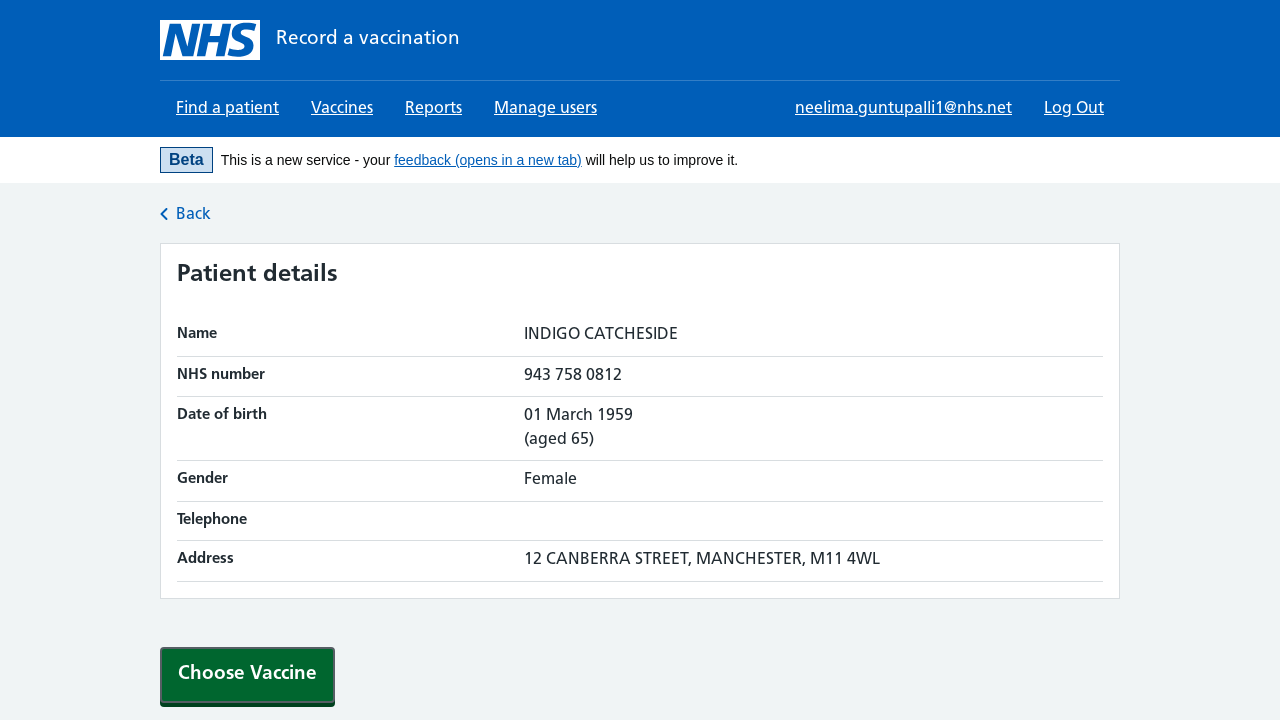 NHS Record a vaccination
Find a patient Vaccines Reports Manage users neelima.guntupalli1@nhs.net Log Out
Beta This is a new service - your feedback (opens in a new tab) will help us to improve it.
Back
Patient details
Name INDIGO CATCHESIDE
NHS number 943 758 0812
Date of birth 01 March 1959
(aged 65)
Gender Female
Telephone
Address 12 CANBERRA STREET, MANCHESTER, M11 4WL
Choose Vaccine